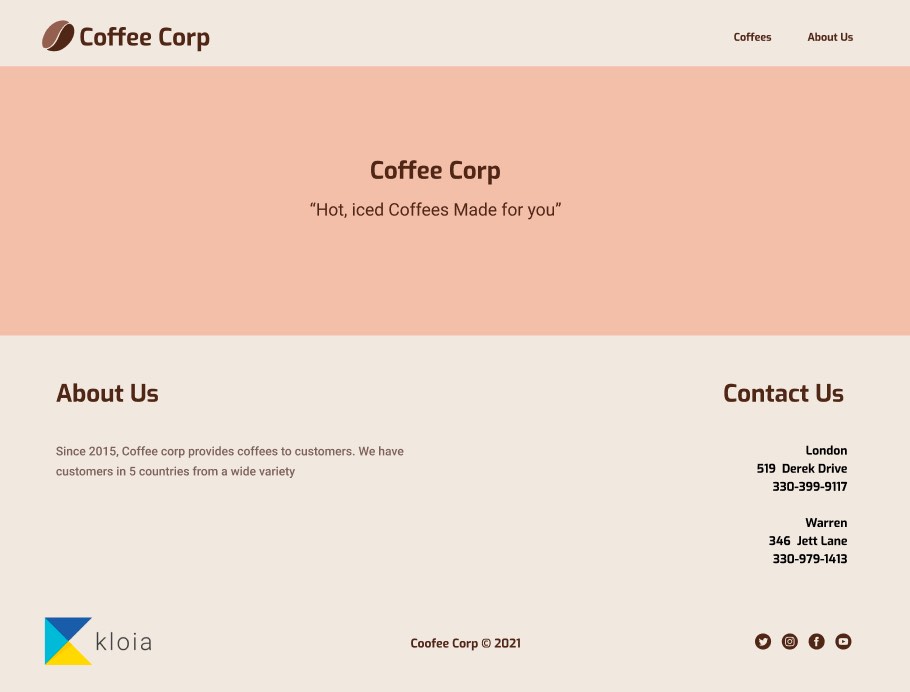 Coffee Corp
Coffees
About Us
Coffee Corp
“Hot, iced Coffees Made for you”
About Us
Since 2015, Coffee corp provides coffees to customers. We have
customers in 5 countries from a wide variety
Contact Us
London
519 Derek Drive
330-399-9117
Warren
346 Jett Lane
330-979-1413
kloia
Coofee Corp © 2021